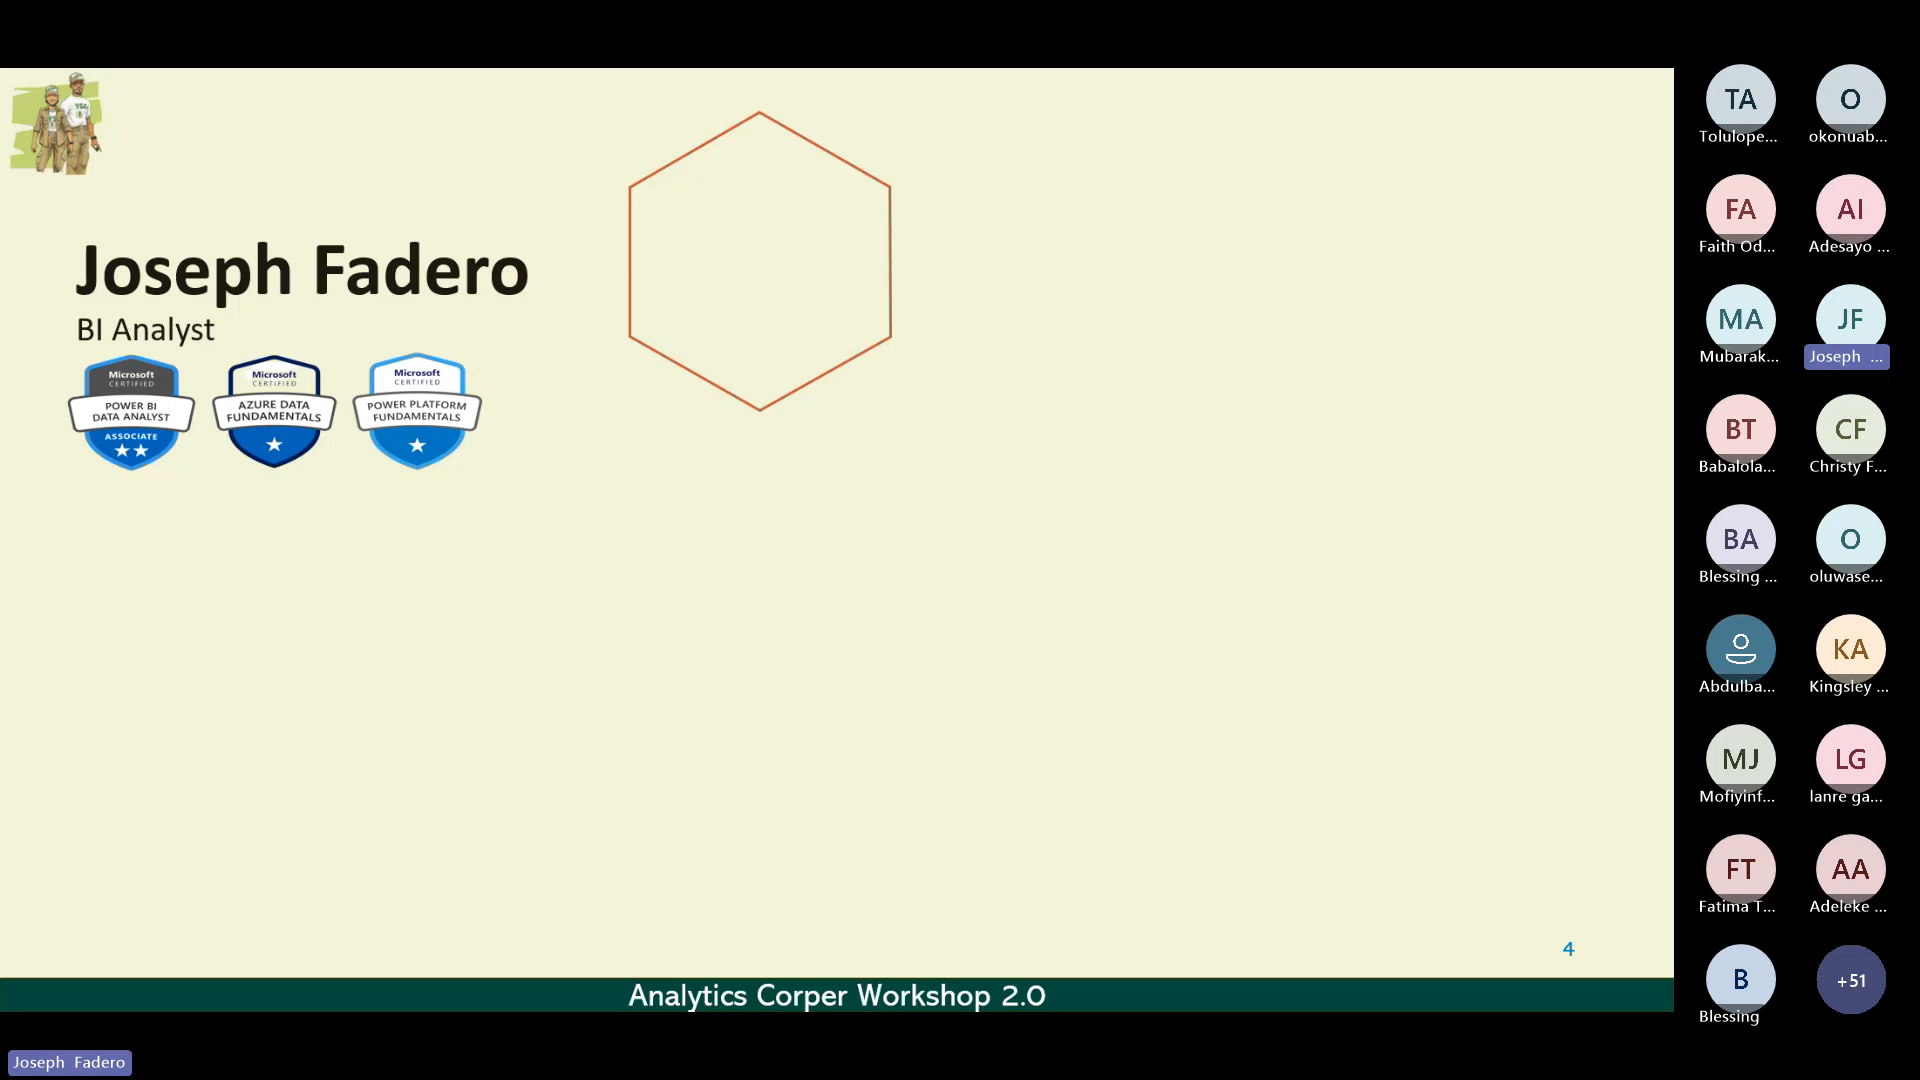 Joseph Fadero
BI Analyst
Microsoft
CERTIFIED
POWER BI
DATA ANALYST
ASSOCIATE
Microsoft
CERTIFIED
AZURE DATA
FUNDAMENTALS
Microsoft
CERTIFIED
POWER PLATFORM
FUNDAMENTALS
4
Analytics Corper Workshop 2.0
Joseph Fadero
TA
Tolulope...
O
okonuab...
FA
Faith Od...
AI
Adesayo ...
MA
Mubarak...
JF
Joseph ...
BT
Babalola...
CF
Christy F...
BA
Blessing ...
O
oluwase...
Abdulba...
KA
Kingsley ...
MJ
Mofiyinf...
LG
lanre ga...
FT
Fatima T...
AA
Adeleke ...
B
Blessing
+51